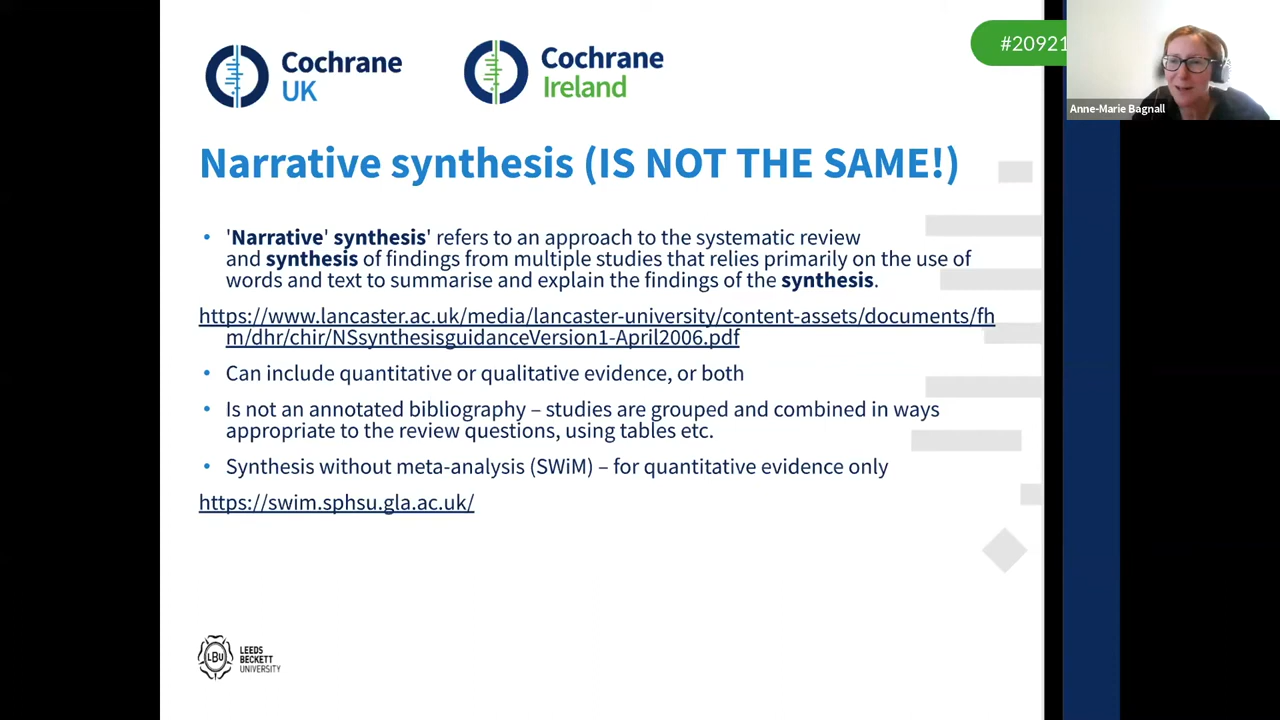 Cochrane
UK
Cochrane
Ireland
#20921
Anne-Marie Bagnall
Narrative synthesis (IS NOT THE SAME!)
• 'Narrative' synthesis' refers to an approach to the systematic review
and synthesis of findings from multiple studies that relies primarily on the use of
words and text to summarise and explain the findings of the synthesis.
https://www.lancaster.ac.uk/media/lancaster-university/content-assets/documents/fh
m/dhr/chir/NSsynthesisguidanceVersion1-April2006.pdf
• Can include quantitative or qualitative evidence, or both
• Is not an annotated bibliography – studies are grouped and combined in ways
appropriate to the review questions, using tables etc.
• Synthesis without meta-analysis (SWiM) – for quantitative evidence only
https://swim.sphsu.gla.ac.uk/
LBU
LEEDS
BECKETT
UNIVERSITY